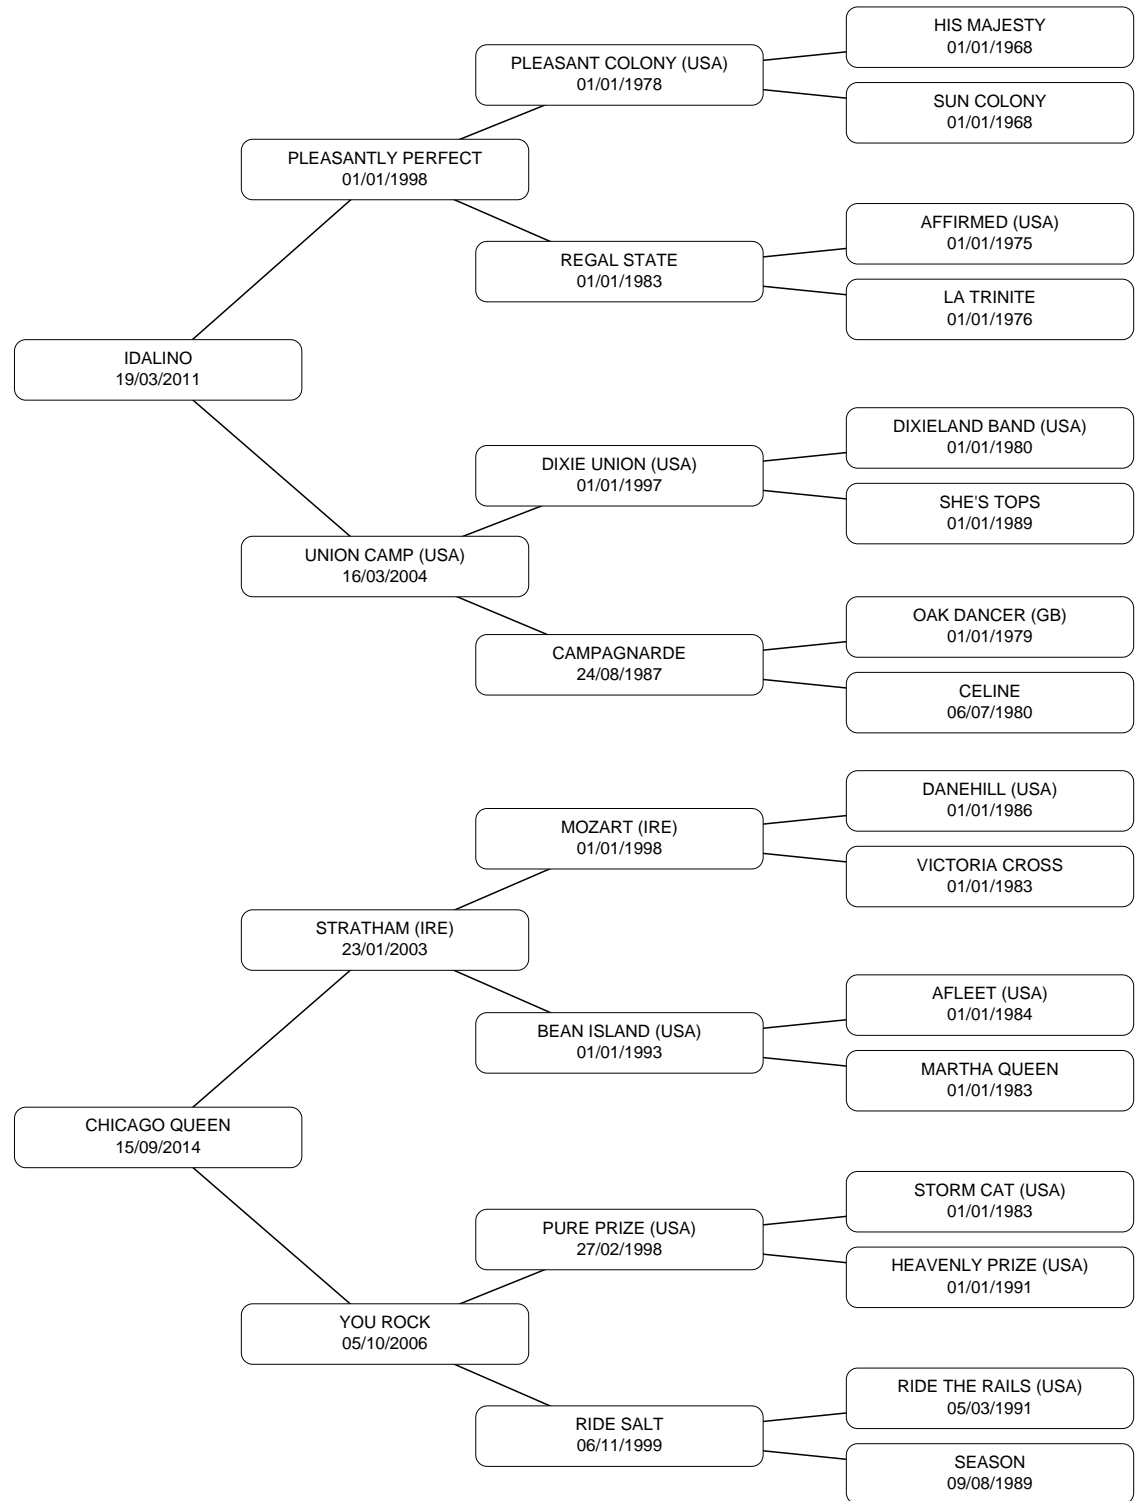 HIS MAJESTY
01/01/1968
PLEASANT COLONY (USA)
01/01/1978
SUN COLONY
01/01/1968
PLEASANTLY PERFECT
01/01/1998
AFFIRMED (USA)
01/01/1975
REGAL STATE
01/01/1983
LA TRINITE
01/01/1976
IDALINO
19/03/2011
DIXIELAND BAND (USA)
01/01/1980
DIXIE UNION (USA)
01/01/1997
SHE'S TOPS
01/01/1989
UNION CAMP (USA)
16/03/2004
OAK DANCER (GB)
01/01/1979
CAMPAGNARDE
24/08/1987
CELINE
06/07/1980
DANEHILL (USA)
01/01/1986
MOZART (IRE)
01/01/1998
VICTORIA CROSS
01/01/1983
STRATHAM (IRE)
23/01/2003
AFLEET (USA)
01/01/1984
BEAN ISLAND (USA)
01/01/1993
MARTHA QUEEN
01/01/1983
CHICAGO QUEEN
15/09/2014
STORM CAT (USA)
01/01/1983
PURE PRIZE (USA)
27/02/1998
HEAVENLY PRIZE (USA)
01/01/1991
YOU ROCK
05/10/2006
RIDE THE RAILS (USA)
05/03/1991
RIDE SALT
06/11/1999
SEASON
09/08/1989